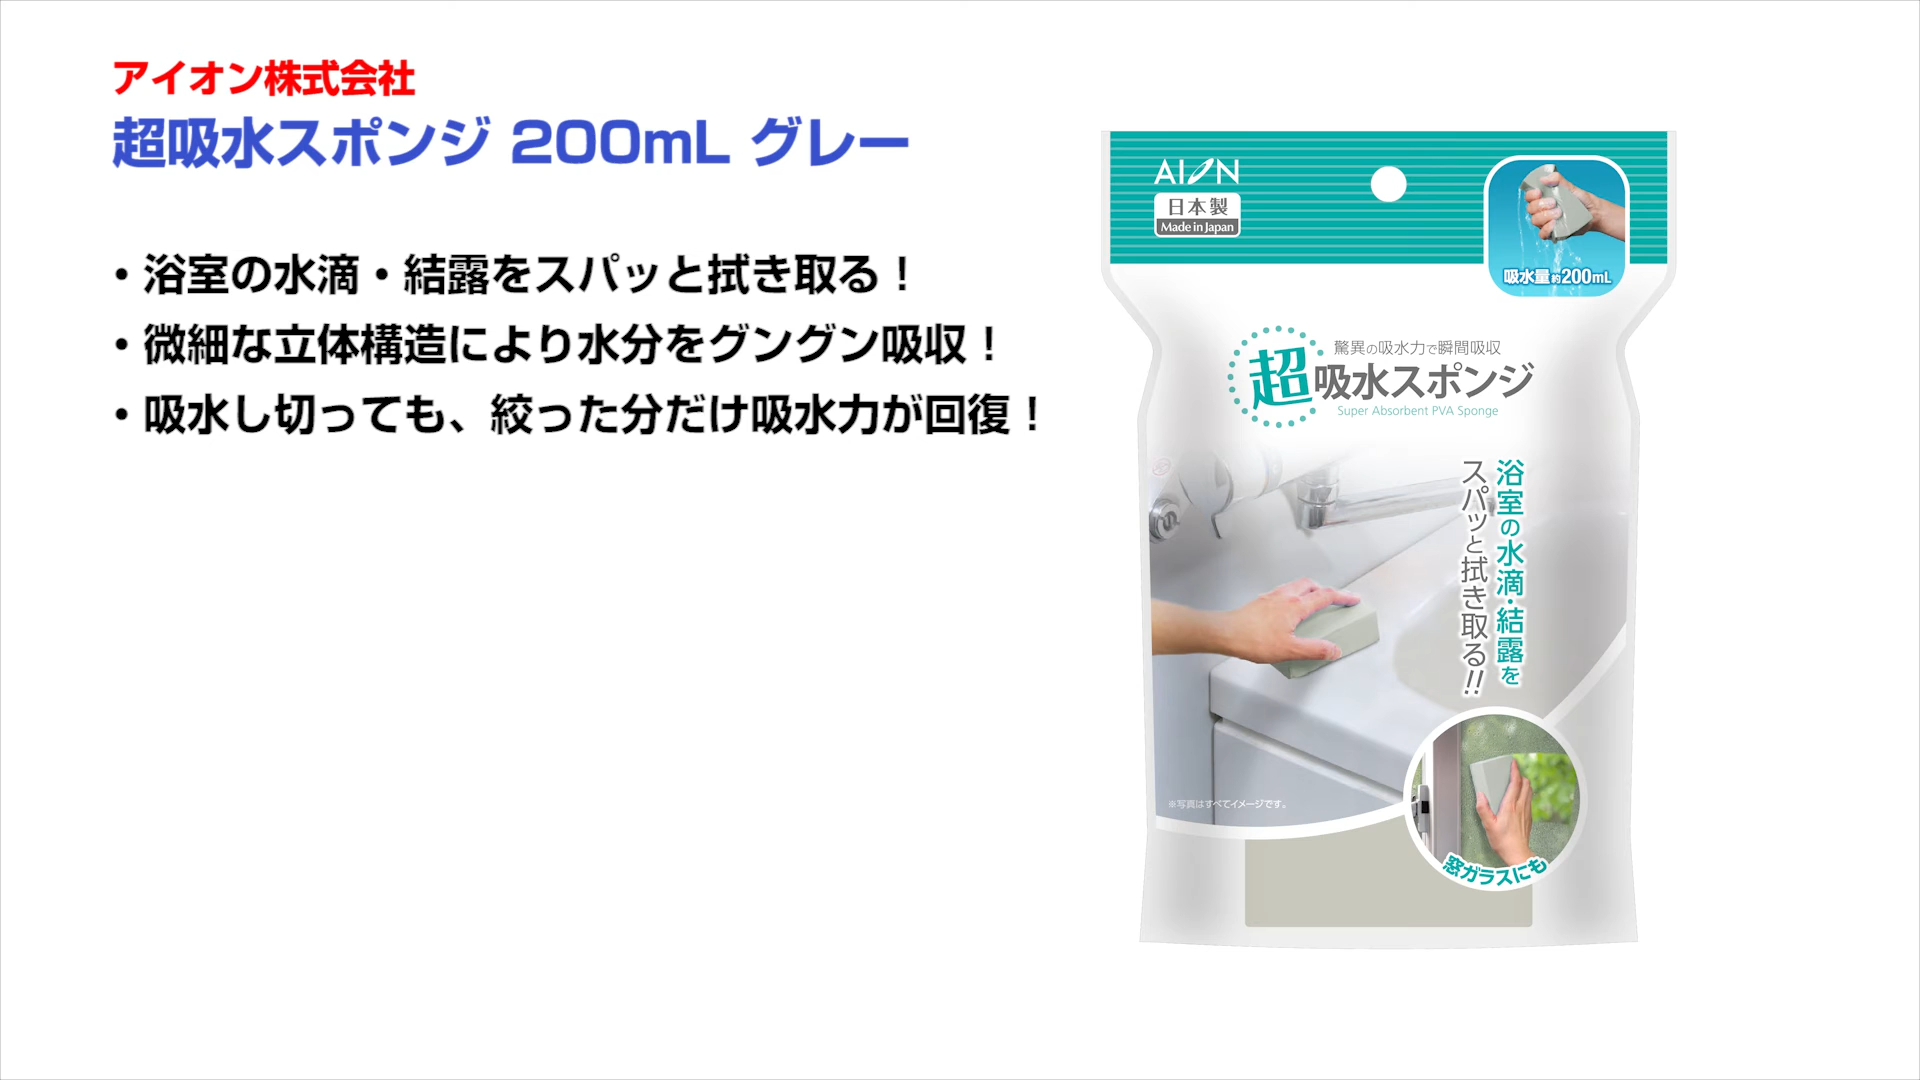 アイオン株式会社
超吸水スポンジ 200mL グレー
・浴室の水滴・結露をスパッと拭き取る！
・微細な立体構造により水分をグングン吸収！
・吸水し切っても、絞った分だけ吸水力が回復！
AION
日本製
Made in Japan
吸水量約200mL
驚異の吸水力で瞬間吸収
超吸水スポンジ
Super Absorbent PVA Sponge
浴室の水滴・結露を
スパッと拭き取る!!
※写真はすべてイメージです。
窓ガラスにも